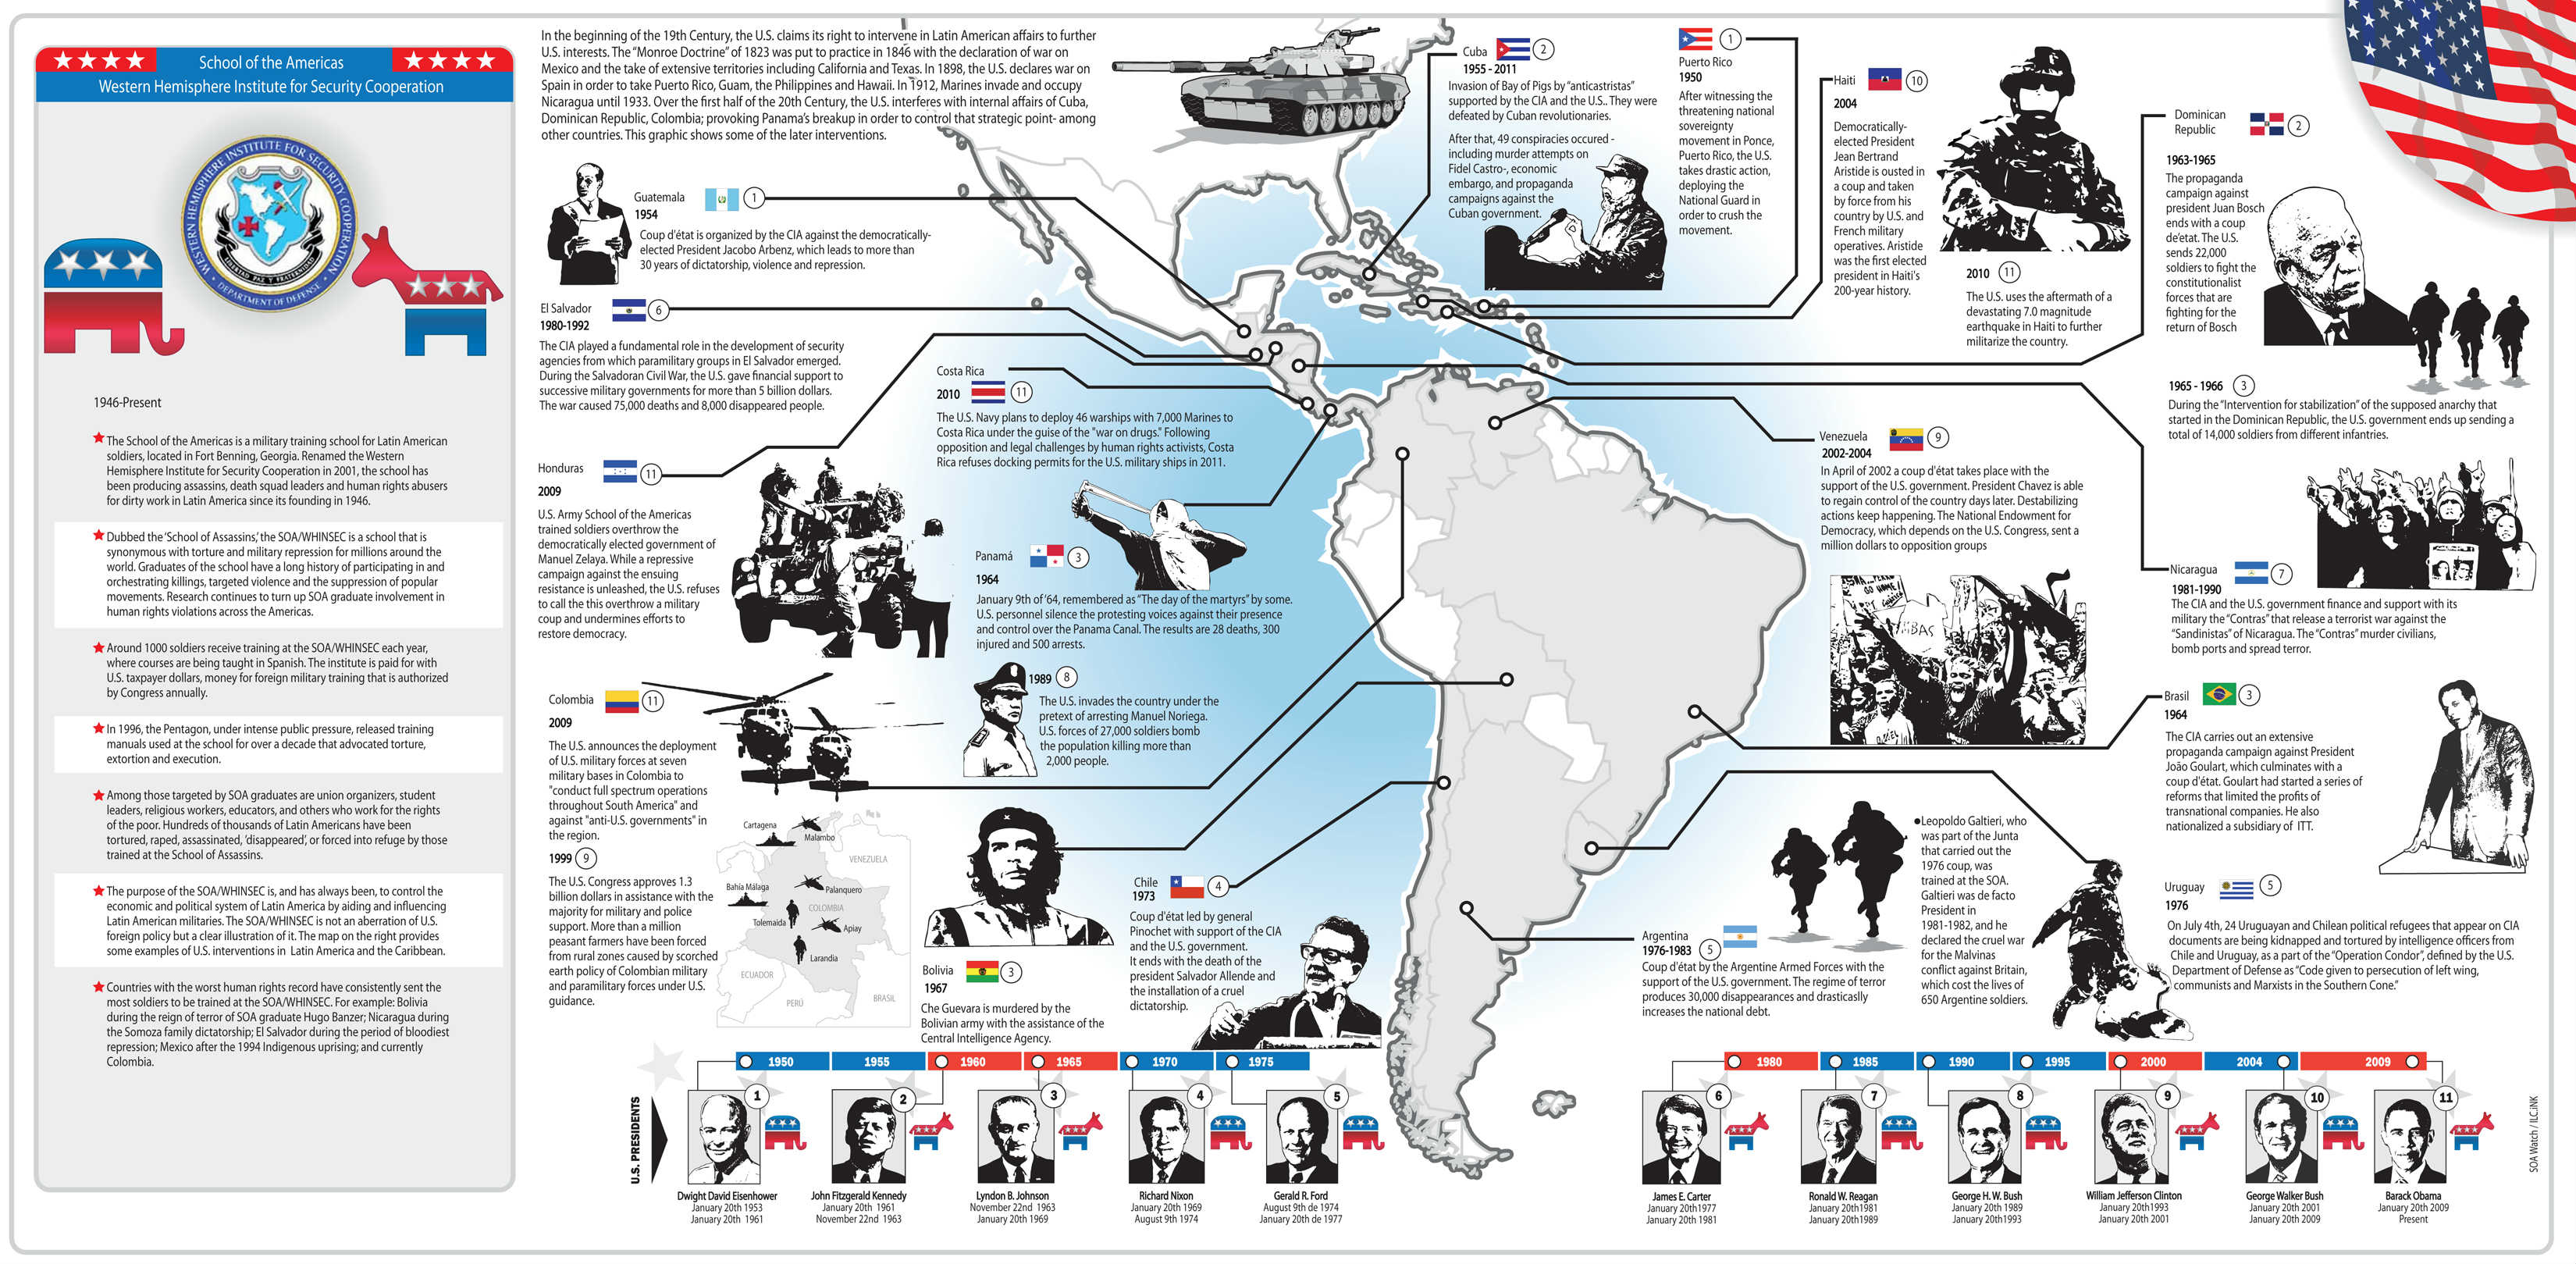 School of the Americas
Western Hemisphere Institute for Security Cooperation
WESTERN HEMISPHERE INSTITUTE FOR SECURITY COOPERATION
LIBERTAD PAZ Y FRATERNIDAD
• DEPARTMENT OF DEFENSE •
1946-Present
The School of the Americas is a military training school for Latin American
soldiers, located in Fort Benning, Georgia. Renamed the Western
Hemisphere Institute for Security Cooperation in 2001, the school has
been producing assassins, death squad leaders and human rights abusers
for dirty work in Latin America since its founding in 1946.
Dubbed the 'School of Assassins,' the SOA/WHINSEC is a school that is
synonymous with torture and military repression for millions around the
world. Graduates of the school have a long history of participating in and
orchestrating killings, targeted violence and the suppression of popular
movements. Research continues to turn up SOA graduate involvement in
human rights violations across the Americas.
Around 1000 soldiers receive training at the SOA/WHINSEC each year,
where courses are being taught in Spanish. The institute is paid for with
U.S. taxpayer dollars, money for foreign military training that is authorized
by Congress annually.
In 1996, the Pentagon, under intense public pressure, released training
manuals used at the school for over a decade that advocated torture,
extortion and execution.
Among those targeted by SOA graduates are union organizers, student
leaders, religious workers, educators, and others who work for the rights
of the poor. Hundreds of thousands of Latin Americans have been
tortured, raped, assassinated, 'disappeared', or forced into refuge by those
trained at the School of Assassins.
The purpose of the SOA/WHINSEC is, and has always been, to control the
economic and political system of Latin America by aiding and influencing
Latin American militaries. The SOA/WHINSEC is not an aberration of U.S.
foreign policy but a clear illustration of it. The map on the right provides
some examples of U.S. interventions in Latin America and the Caribbean.
Countries with the worst human rights record have consistently sent the
most soldiers to be trained at the SOA/WHINSEC. For example: Bolivia
during the reign of terror of SOA graduate Hugo Banzer; Nicaragua during
the Somoza family dictatorship; El Salvador during the period of bloodiest
repression; Mexico after the 1994 Indigenous uprising; and currently
Colombia.
In the beginning of the 19th Century, the U.S. claims its right to intervene in Latin American affairs to further
U.S. interests. The "Monroe Doctrine" of 1823 was put to practice in 1846 with the declaration of war on
Mexico and the take of extensive territories including California and Texas. In 1898, the U.S. declares war on
Spain in order to take Puerto Rico, Guam, the Philippines and Hawaii. In 1912, Marines invade and occupy
Nicaragua until 1933. Over the first half of the 20th Century, the U.S. interferes with internal affairs of Cuba,
Dominican Republic, Colombia; provoking Panama's breakup in order to control that strategic point- among
other countries. This graphic shows some of the later interventions.
Guatemala 1
1954
Coup d'état is organized by the CIA against the democratically-
elected President Jacobo Arbenz, which leads to more than
30 years of dictatorship, violence and repression.
El Salvador 6
1980-1992
The CIA played a fundamental role in the development of security
agencies from which paramilitary groups in El Salvador emerged.
During the Salvadoran Civil War, the U.S. gave financial support to
successive military governments for more than 5 billion dollars.
The war caused 75,000 deaths and 8,000 disappeared people.
Honduras 11
2009
U.S. Army School of the Americas
trained soldiers overthrow the
democratically elected government of
Manuel Zelaya. While a repressive
campaign against the ensuing
resistance is unleashed, the U.S. refuses
to call the this overthrow a military
coup and undermines efforts to
restore democracy.
Costa Rica
2010 11
The U.S. Navy plans to deploy 46 warships with 7,000 Marines to
Costa Rica under the guise of the "war on drugs." Following
opposition and legal challenges by human rights activists, Costa
Rica refuses docking permits for the U.S. military ships in 2011.
Panamá 3
1964
January 9th of '64, remembered as "The day of the martyrs" by some.
U.S. personnel silence the protesting voices against their presence
and control over the Panama Canal. The results are 28 deaths, 300
injured and 500 arrests.
1989 8
The U.S. invades the country under the
pretext of arresting Manuel Noriega.
U.S. forces of 27,000 soldiers bomb
the population killing more than
2,000 people.
Colombia 11
2009
The U.S. announces the deployment
of U.S. military forces at seven
military bases in Colombia to
"conduct full spectrum operations
throughout South America" and
against "anti-U.S. governments" in
the region.
1999 9
The U.S. Congress approves 1.3
billion dollars in assistance with the
majority for military and police
support. More than a million
peasant farmers have been forced
from rural zones caused by scorched
earth policy of Colombian military
and paramilitary forces under U.S.
guidance.
Cartagena
Malambo
VENEZUELA
Bahía Málaga
Palanquero
COLOMBIA
Tolemaida
Apiay
Larandia
ECUADOR
PERÚ
BRASIL
Bolivia 3
1967
Che Guevara is murdered by the
Bolivian army with the assistance of the
Central Intelligence Agency.
Chile 4
1973
Coup d'état led by general
Pinochet with support of the CIA
and the U.S. government.
It ends with the death of the
president Salvador Allende and
the installation of a cruel
dictatorship.
Cuba 2
1955 - 2011
Invasion of Bay of Pigs by "anticastristas"
supported by the CIA and the U.S.. They were
defeated by Cuban revolutionaries.
After that, 49 conspiracies occured -
including murder attempts on
Fidel Castro-, economic
embargo, and propaganda
campaigns against the
Cuban government.
1
Puerto Rico
1950
After witnessing the
threatening national
sovereignty
movement in Ponce,
Puerto Rico, the U.S.
takes drastic action,
deploying the
National Guard in
order to crush the
movement.
Haiti 10
2004
Democratically-
elected President
Jean Bertrand
Aristide is ousted in
a coup and taken
by force from his
country by U.S. and
French military
operatives. Aristide
was the first elected
president in Haiti's
200-year history.
2010 11
The U.S. uses the aftermath of a
devastating 7.0 magnitude
earthquake in Haiti to further
militarize the country.
Dominican
Republic 2
1963-1965
The propaganda
campaign against
president Juan Bosch
ends with a coup
de'etat. The U.S.
sends 22,000
soldiers to fight the
constitutionalist
forces that are
fighting for the
return of Bosch
1965 - 1966 3
During the "Intervention for stabilization" of the supposed anarchy that
started in the Dominican Republic, the U.S. government ends up sending a
total of 14,000 soldiers from different infantries.
Venezuela 9
2002-2004
In April of 2002 a coup d'état takes place with the
support of the U.S. government. President Chavez is able
to regain control of the country days later. Destabilizing
actions keep happening. The National Endowment for
Democracy, which depends on the U.S. Congress, sent a
million dollars to opposition groups
GO HOME
Nicaragua 7
1981-1990
The CIA and the U.S. government finance and support with its
military the "Contras" that release a terrorist war against the
"Sandinistas" of Nicaragua. The "Contras" murder civilians,
bomb ports and spread terror.
Brasil 3
1964
The CIA carries out an extensive
propaganda campaign against President
João Goulart, which culminates with a
coup d'état. Goulart had started a series of
reforms that limited the profits of
transnational companies. He also
nationalized a subsidiary of ITT.
Uruguay 5
1976
On July 4th, 24 Uruguayan and Chilean political refugees that appear on CIA
documents are being kidnapped and tortured by intelligence officers from
Chile and Uruguay, as a part of the "Operation Condor", defined by the U.S.
Department of Defense as "Code given to persecution of left wing,
communists and Marxists in the Southern Cone."
Argentina
1976-1983 5
Coup d'état by the Argentine Armed Forces with the
support of the U.S. government. The regime of terror
produces 30,000 disappearances and drasticaslly
increases the national debt.
•Leopoldo Galtieri, who
was part of the Junta
that carried out the
1976 coup, was
trained at the SOA.
Galtieri was de facto
President in
1981-1982, and he
declared the cruel war
for the Malvinas
conflict against Britain,
which cost the lives of
650 Argentine soldiers.
U.S. PRESIDENTS
1950 1955 1960 1965 1970 1975
1 2 3 4 5
Dwight David Eisenhower
January 20th 1953
January 20th 1961
John Fitzgerald Kennedy
January 20th 1961
November 22nd 1963
Lyndon B. Johnson
November 22nd 1963
January 20th 1969
Richard Nixon
January 20th 1969
August 9th 1974
Gerald R. Ford
August 9th de 1974
January 20th de 1977
1980 1985 1990 1995 2000 2004 2009
6 7 8 9 10 11
James E. Carter
January 20th1977
January 20th 1981
Ronald W. Reagan
January 20th1981
January 20th1989
George H. W. Bush
January 20th 1989
January 20th1993
William Jefferson Clinton
January 20th1993
January 20th 2001
George Walker Bush
January 20th 2001
January 20th 2009
Barack Obama
January 20th 2009
Present
SOA Watch / ILC.iNK